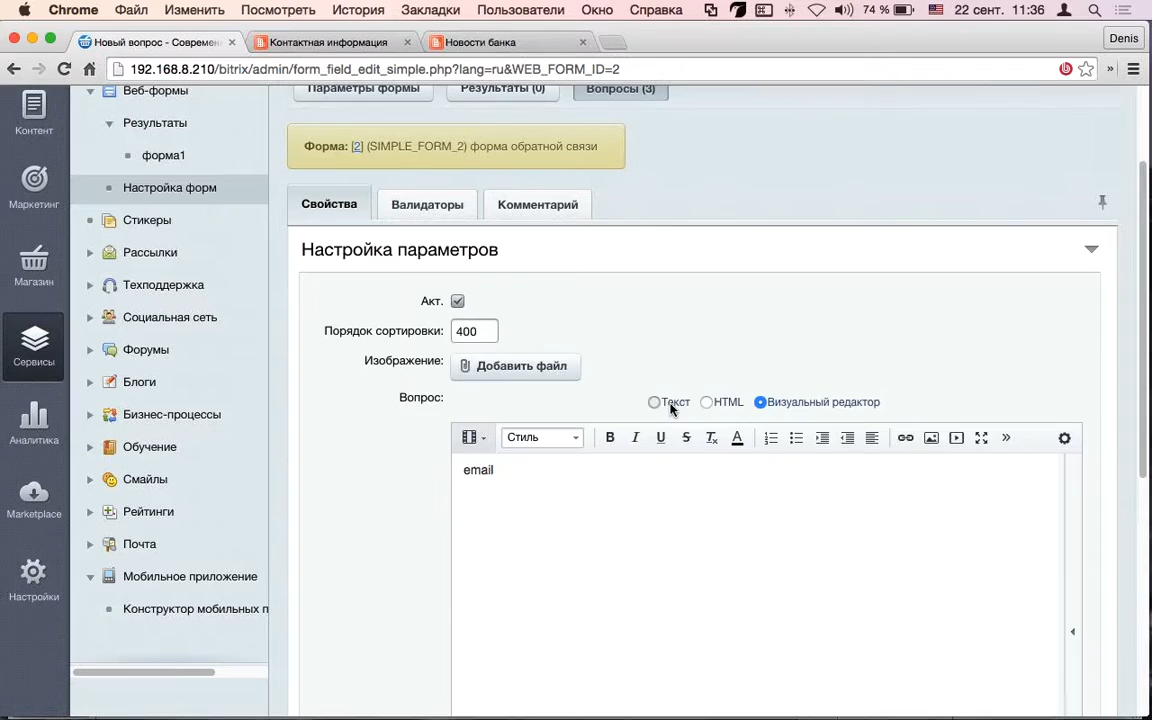 Chrome Файл Изменить Посмотреть История Закладки Пользователи Окно Справка 74 % 22 сент. 11:36
Новый вопрос - Современ Контактная информация Новости банка Denis
192.168.8.210/bitrix/admin/form_field_edit_simple.php?lang=ru&WEB_FORM_ID=2 »
Контент
Маркетинг
Магазин
Сервисы
Аналитика
Marketplace
Настройки
Веб-формы
Результаты
форма1
Настройка форм
Стикеры
Рассылки
Техподдержка
Социальная сеть
Форумы
Блоги
Бизнес-процессы
Обучение
Смайлы
Рейтинги
Почта
Мобильное приложение
Конструктор мобильных п
Параметры формы Результаты (0) Вопросы (3)
Форма: [2] (SIMPLE_FORM_2) форма обратной связи
Свойства Валидаторы Комментарий
Настройка параметров
Акт.
Порядок сортировки: 400
Изображение: Добавить файл
Вопрос: Текст HTML Визуальный редактор
Стиль B I U S T A »
email